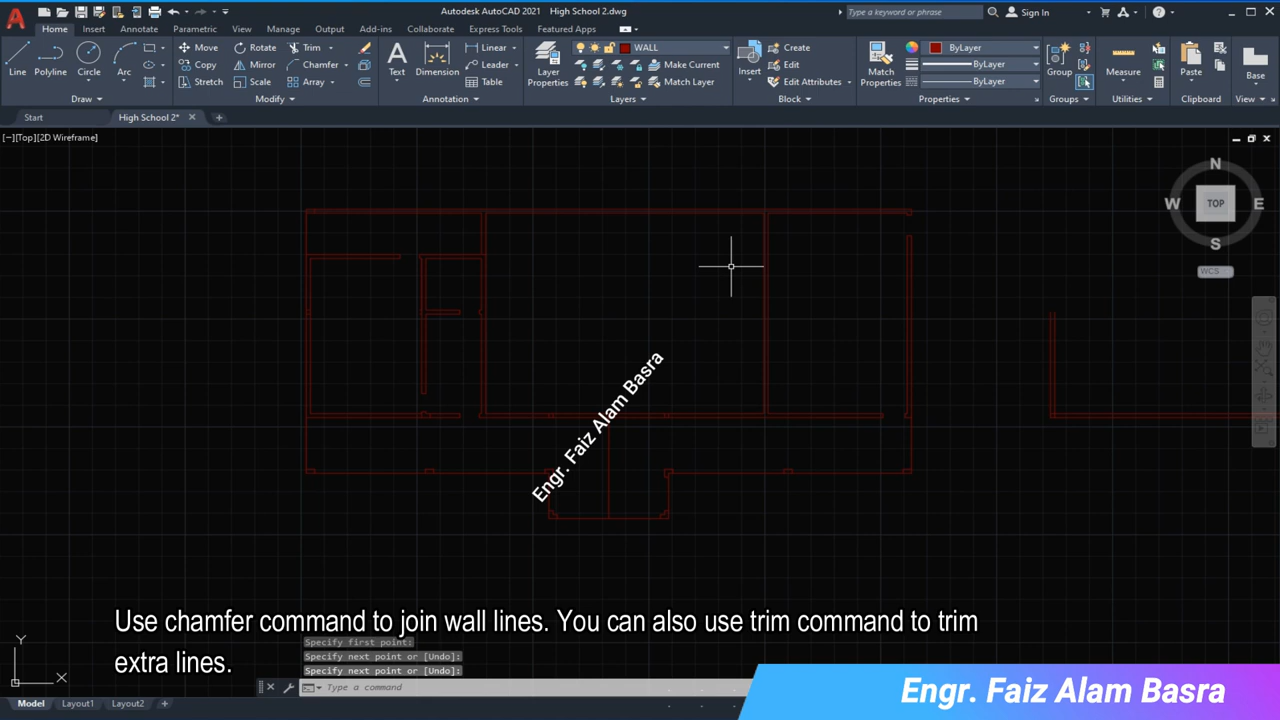 Autodesk AutoCAD 2021 High School 2.dwg
Type a keyword or phrase
Sign In
Home Insert Annotate Parametric View Manage Output Add-ins Collaborate Express Tools Featured Apps
Line Polyline Circle Arc
Move Rotate Trim
Copy Mirror Chamfer
Stretch Scale Array
Text Dimension
Linear
Leader
Table
Layer Properties
WALL
Make Current
Match Layer
Insert
Create
Edit
Edit Attributes
Match Properties
ByLayer
ByLayer
ByLayer
Group
Measure
Paste
Base
Draw Modify Annotation Layers Block Properties Groups Utilities Clipboard View
Start High School 2*
[−][Top][2D Wireframe]
N
W TOP E
S
WCS
Engr. Faiz Alam Basra
Use chamfer command to join wall lines. You can also use trim command to trim
extra lines.
Specify first point:
Specify next point or [Undo]:
Specify next point or [Undo]:
Type a command
Y
X
Engr. Faiz Alam Basra
Model Layout1 Layout2